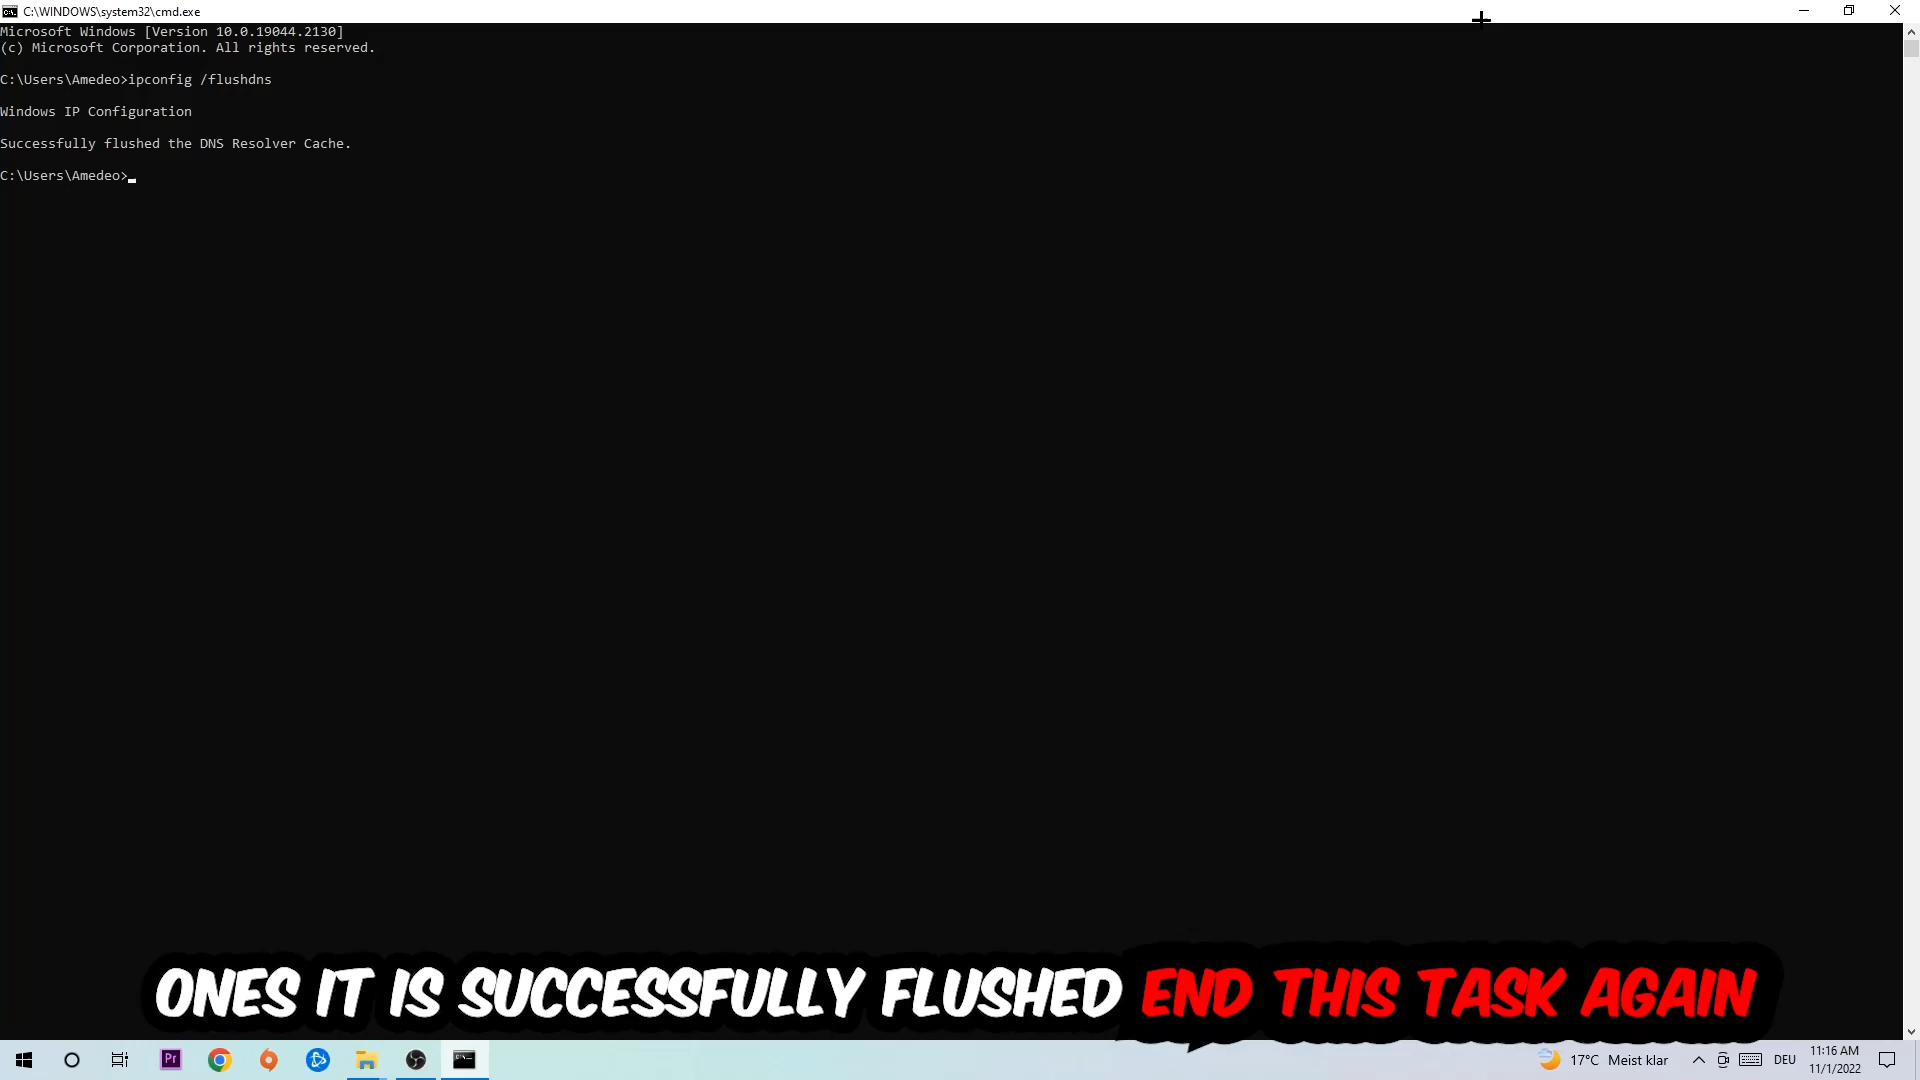 C:\WINDOWS\system32\cmd.exe
Microsoft Windows [Version 10.0.19044.2130]
(c) Microsoft Corporation. All rights reserved.
C:\Users\Amedeo>ipconfig /flushdns
Windows IP Configuration
Successfully flushed the DNS Resolver Cache.
C:\Users\Amedeo>
ONES IT IS SUCCESSFULLY FLUSHED END THIS TASK AGAIN
Pr
17°C Meist klar
DEU
11:16 AM
11/1/2022